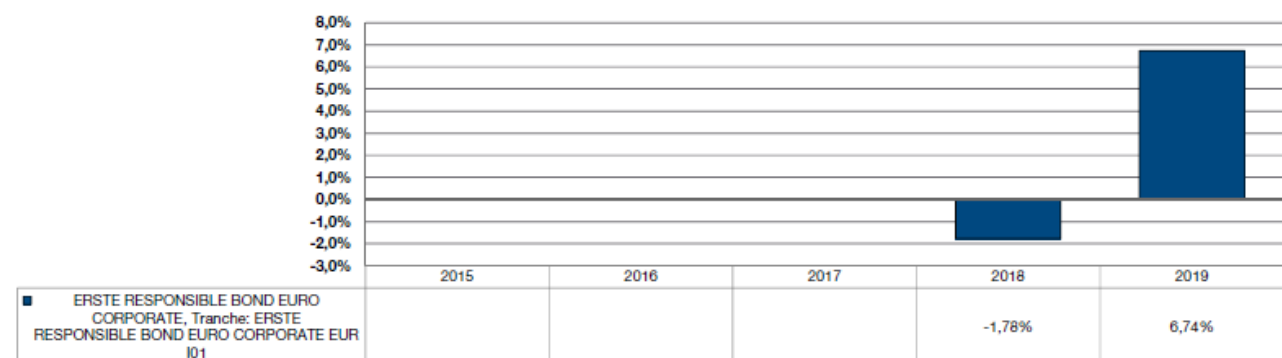 8,0%
7,0%
6,0%
5,0%
4,0%
3,0%
2,0%
1,0%
0,0%
-1,0%
-2,0%
-3,0%
2015 2016 2017 2018 2019
ERSTE RESPONSIBLE BOND EURO
CORPORATE, Tranche: ERSTE
RESPONSIBLE BOND EURO CORPORATE EUR
I01
-1,78% 6,74%